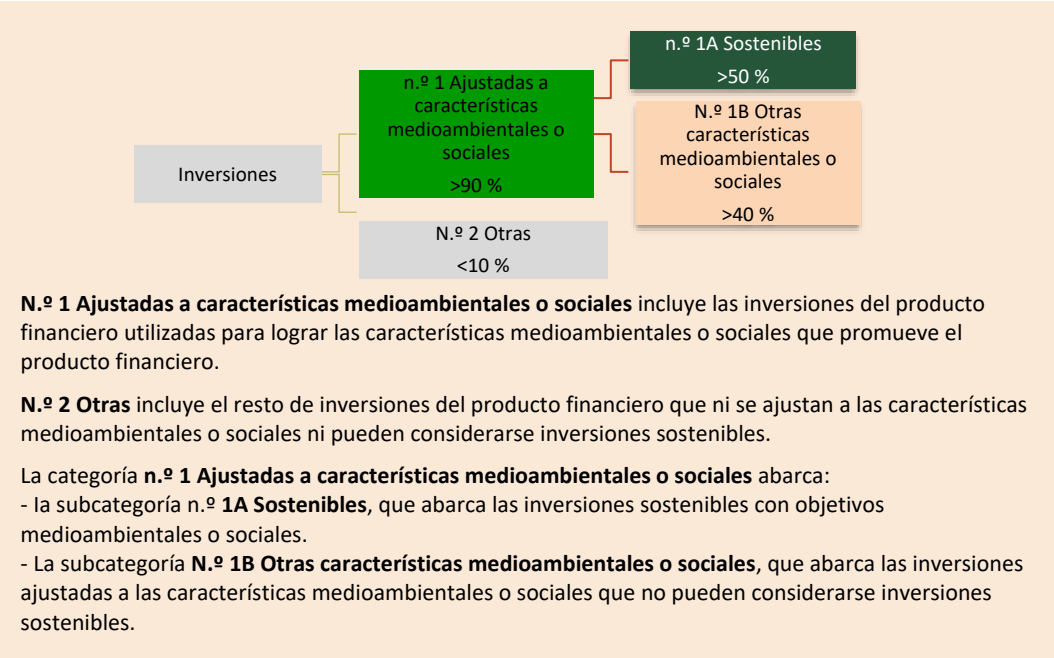 n.º 1A Sostenibles
>50 %
n.º 1 Ajustadas a
características
medioambientales o
sociales
>90 %
N.º 1B Otras
características
medioambientales o
sociales
>40 %
Inversiones
N.º 2 Otras
<10 %
N.º 1 Ajustadas a características medioambientales o sociales incluye las inversiones del producto
financiero utilizadas para lograr las características medioambientales o sociales que promueve el
producto financiero.
N.º 2 Otras incluye el resto de inversiones del producto financiero que ni se ajustan a las características
medioambientales o sociales ni pueden considerarse inversiones sostenibles.
La categoría n.º 1 Ajustadas a características medioambientales o sociales abarca:
- la subcategoría n.º 1A Sostenibles, que abarca las inversiones sostenibles con objetivos
medioambientales o sociales.
- La subcategoría N.º 1B Otras características medioambientales o sociales, que abarca las inversiones
ajustadas a las características medioambientales o sociales que no pueden considerarse inversiones
sostenibles.